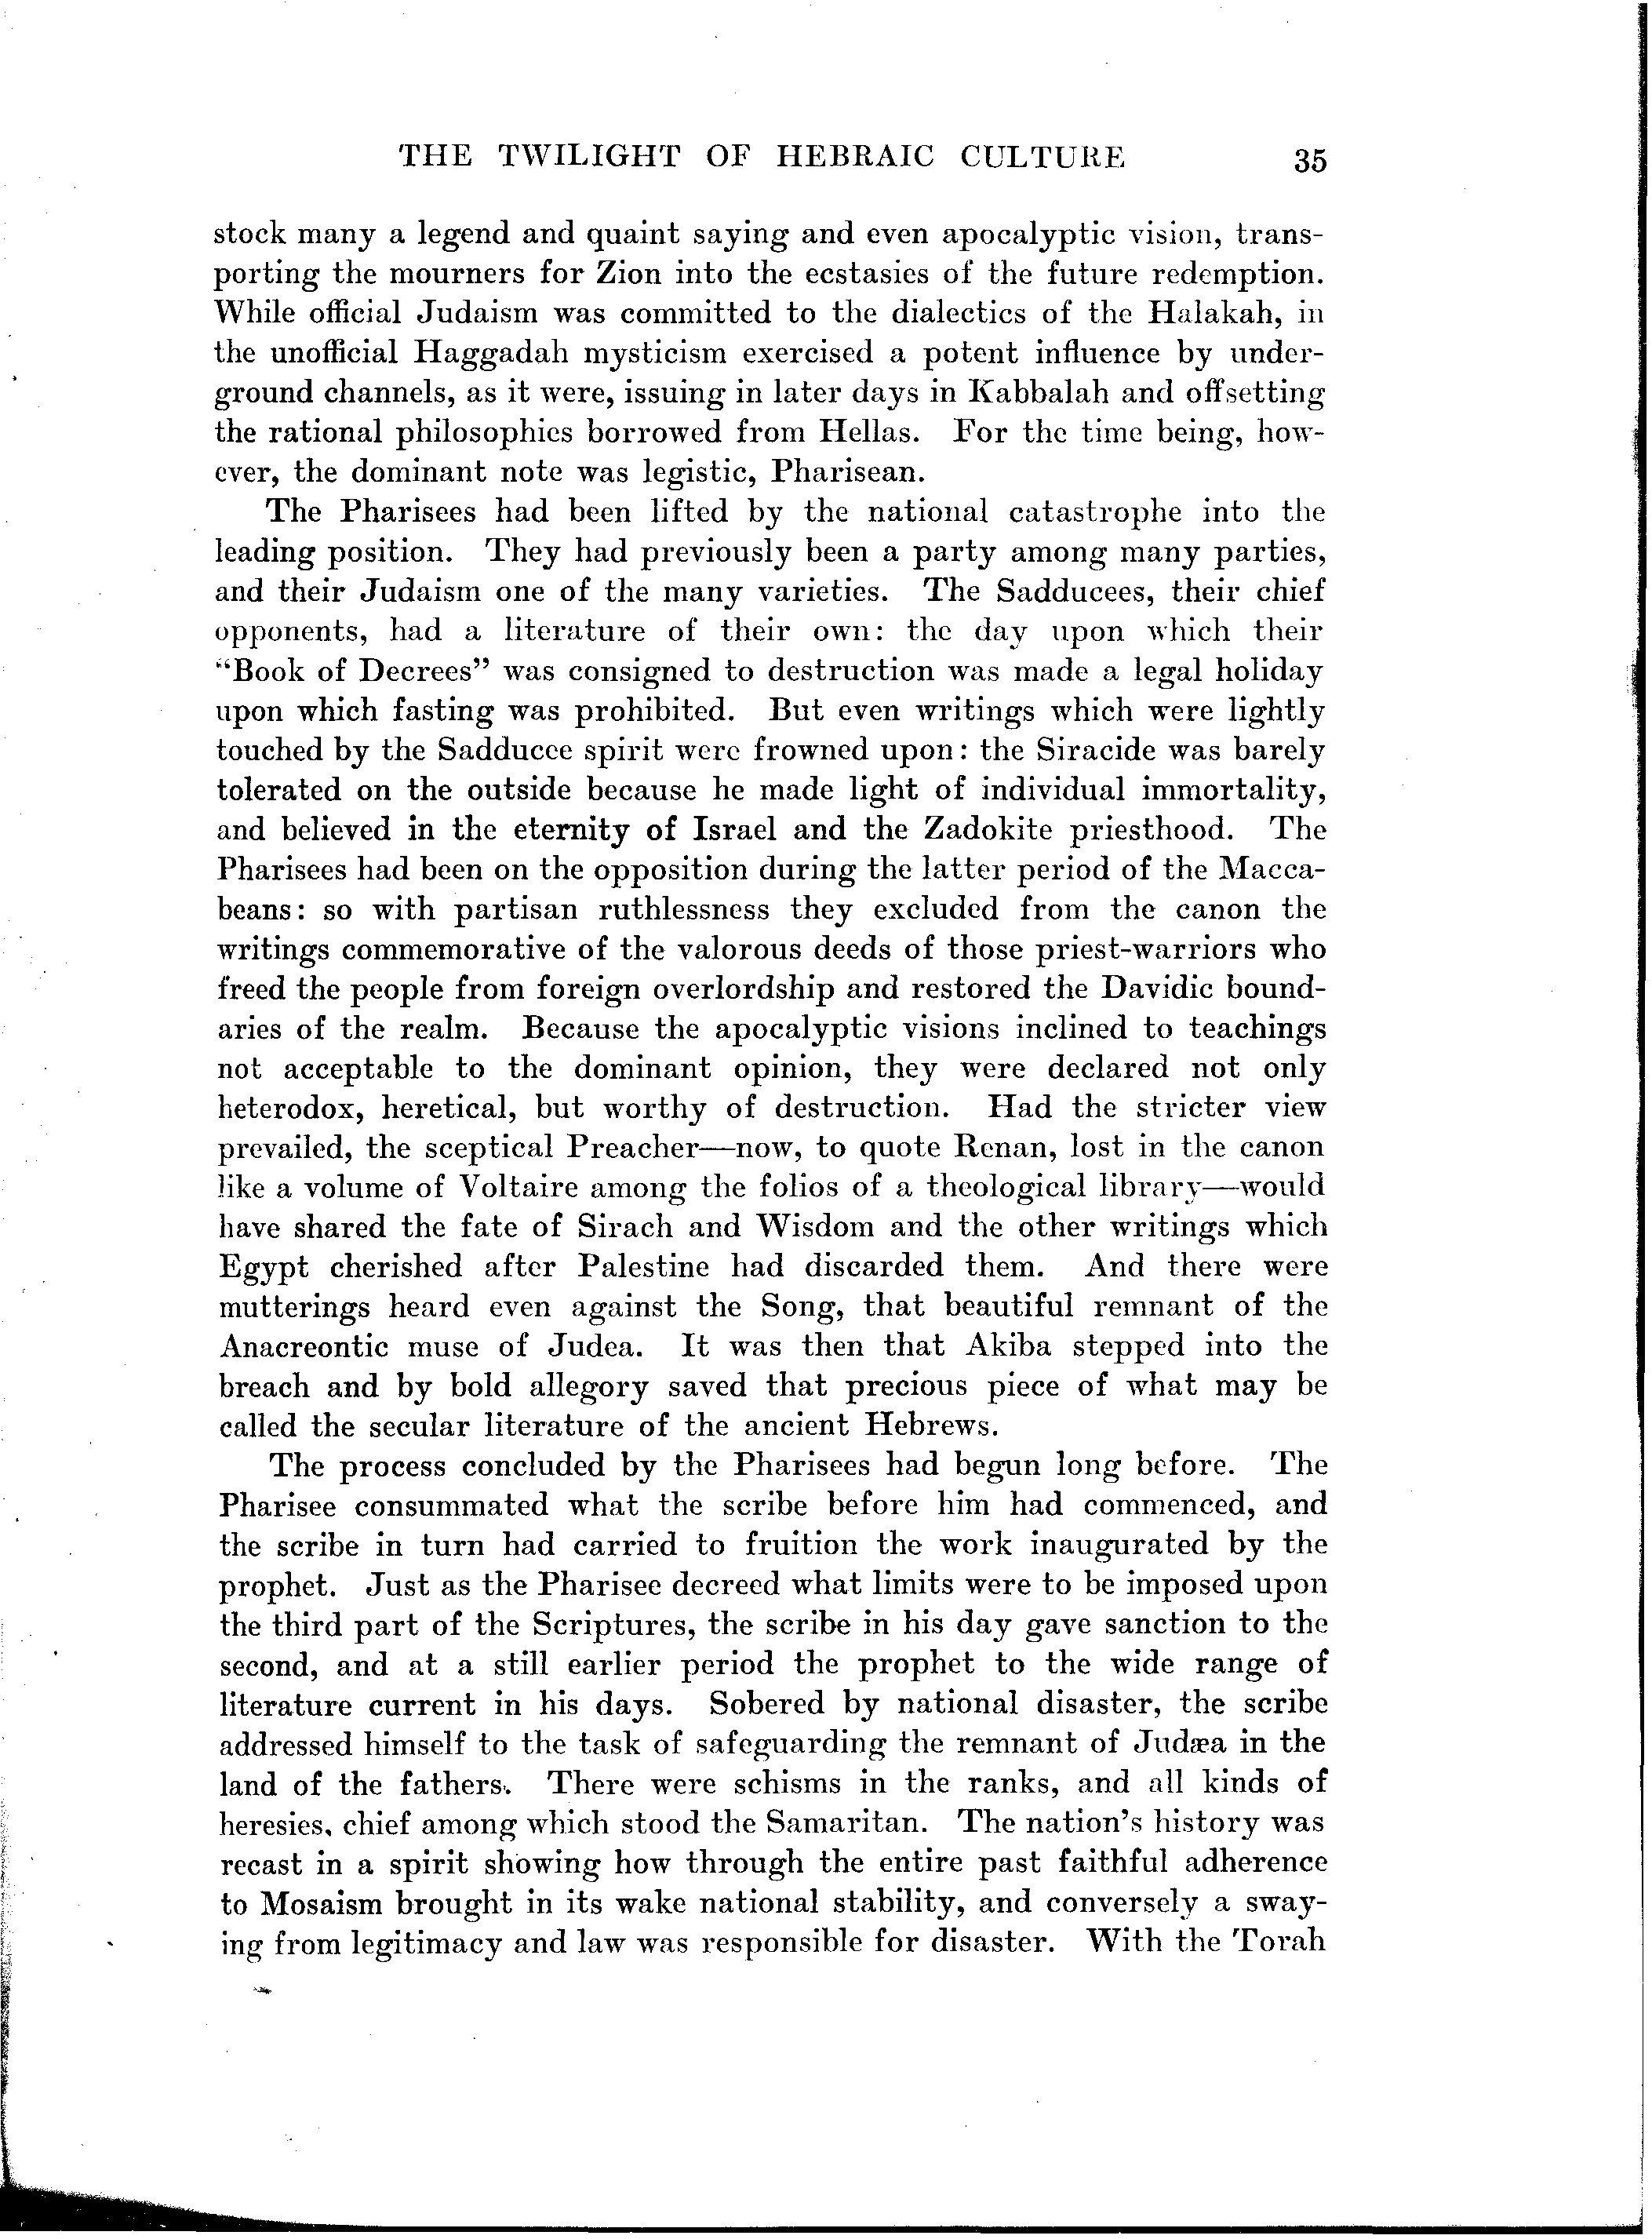 THE TWILIGHT OF HEBRAIC CULTURE 35
stock many a legend and quaint saying and even apocalyptic vision, trans-
porting the mourners for Zion into the ecstasies of the future redemption.
While official Judaism was committed to the dialectics of the Halakah, in
the unofficial Haggadah mysticism exercised a potent influence by under-
ground channels, as it were, issuing in later days in Kabbalah and offsetting
the rational philosophies borrowed from Hellas. For the time being, how-
ever, the dominant note was legistic, Pharisean.
The Pharisees had been lifted by the national catastrophe into the
leading position. They had previously been a party among many parties,
and their Judaism one of the many varieties. The Sadducees, their chief
opponents, had a literature of their own: the day upon which their
“Book of Decrees” was consigned to destruction was made a legal holiday
upon which fasting was prohibited. But even writings which were lightly
touched by the Sadducee spirit were frowned upon: the Siracide was barely
tolerated on the outside because he made light of individual immortality,
and believed in the eternity of Israel and the Zadokite priesthood. The
Pharisees had been on the opposition during the latter period of the Macca-
beans: so with partisan ruthlessness they excluded from the canon the
writings commemorative of the valorous deeds of those priest-warriors who
freed the people from foreign overlordship and restored the Davidic bound-
aries of the realm. Because the apocalyptic visions inclined to teachings
not acceptable to the dominant opinion, they were declared not only
heterodox, heretical, but worthy of destruction. Had the stricter view
prevailed, the sceptical Preacher—now, to quote Renan, lost in the canon
like a volume of Voltaire among the folios of a theological library—would
have shared the fate of Sirach and Wisdom and the other writings which
Egypt cherished after Palestine had discarded them. And there were
mutterings heard even against the Song, that beautiful remnant of the
Anacreontic muse of Judea. It was then that Akiba stepped into the
breach and by bold allegory saved that precious piece of what may be
called the secular literature of the ancient Hebrews.
The process concluded by the Pharisees had begun long before. The
Pharisee consummated what the scribe before him had commenced, and
the scribe in turn had carried to fruition the work inaugurated by the
prophet. Just as the Pharisee decreed what limits were to be imposed upon
the third part of the Scriptures, the scribe in his day gave sanction to the
second, and at a still earlier period the prophet to the wide range of
literature current in his days. Sobered by national disaster, the scribe
addressed himself to the task of safeguarding the remnant of Judæa in the
land of the fathers. There were schisms in the ranks, and all kinds of
heresies, chief among which stood the Samaritan. The nation’s history was
recast in a spirit showing how through the entire past faithful adherence
to Mosaism brought in its wake national stability, and conversely a sway-
ing from legitimacy and law was responsible for disaster. With the Torah